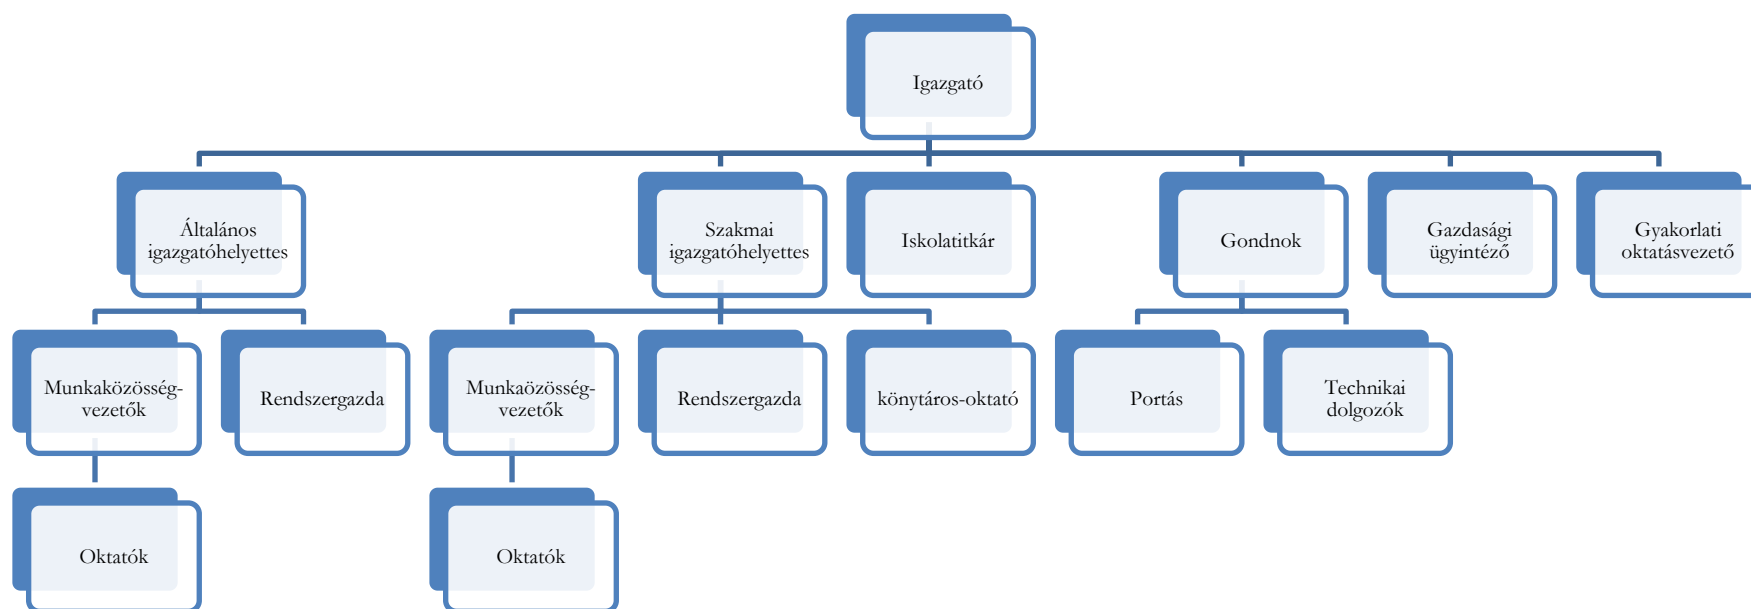 Igazgató
Általános
igazgatóhelyettes
Szakmai
igazgatóhelyettes
Iskolatitkár
Gondnok
Gazdasági
ügyintéző
Gyakorlati
oktatásvezető
Munkaközösség-
vezetők
Rendszergazda
Munkaözösség-
vezetők
Rendszergazda
könytáros-oktató
Portás
Technikai
dolgozók
Oktatók
Oktatók